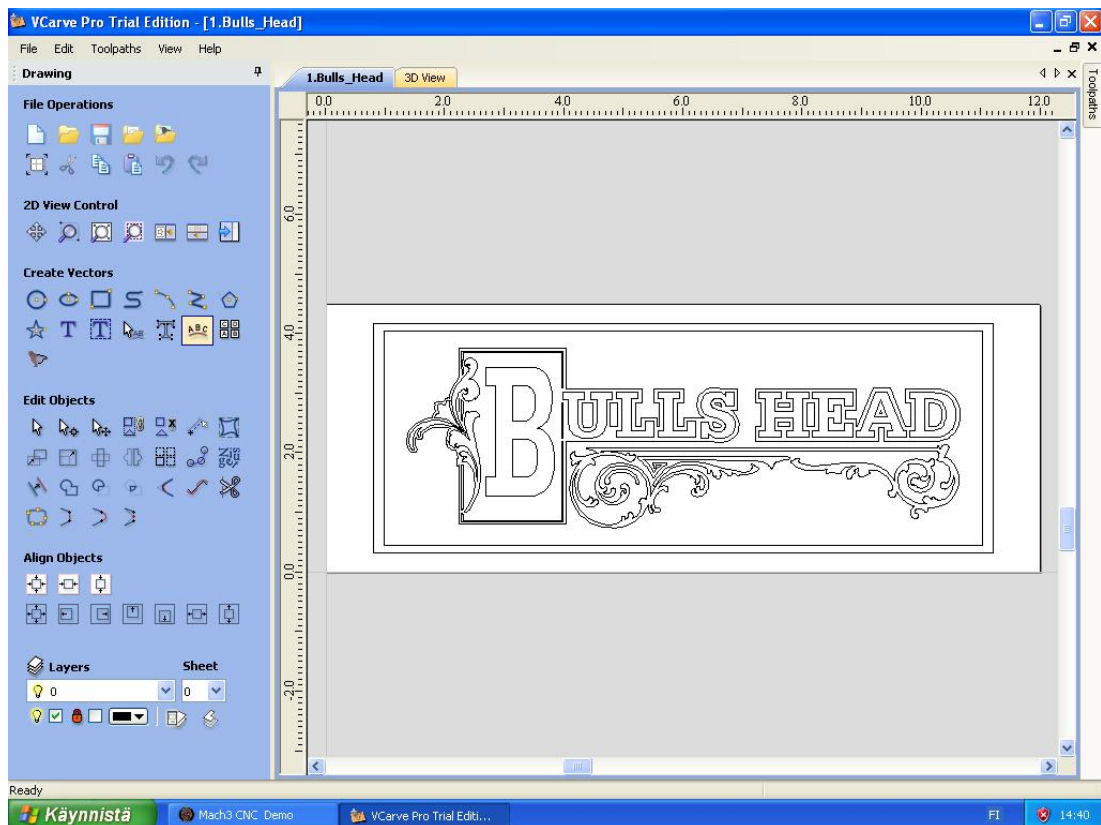 VCarve Pro Trial Edition - [1.Bulls_Head]
File Edit Toolpaths View Help
Drawing
1.Bulls_Head 3D View
Toolpaths
File Operations
0.0 2.0 4.0 6.0 8.0 10.0 12.0
2D View Control
6.0
Create Vectors
4.0
Edit Objects
BULLS HEAD
2.0
Align Objects
0.0
Layers Sheet
0 0
-2.0
Ready
Käynnistä Mach3 CNC Demo VCarve Pro Trial Editi... FI 14:40